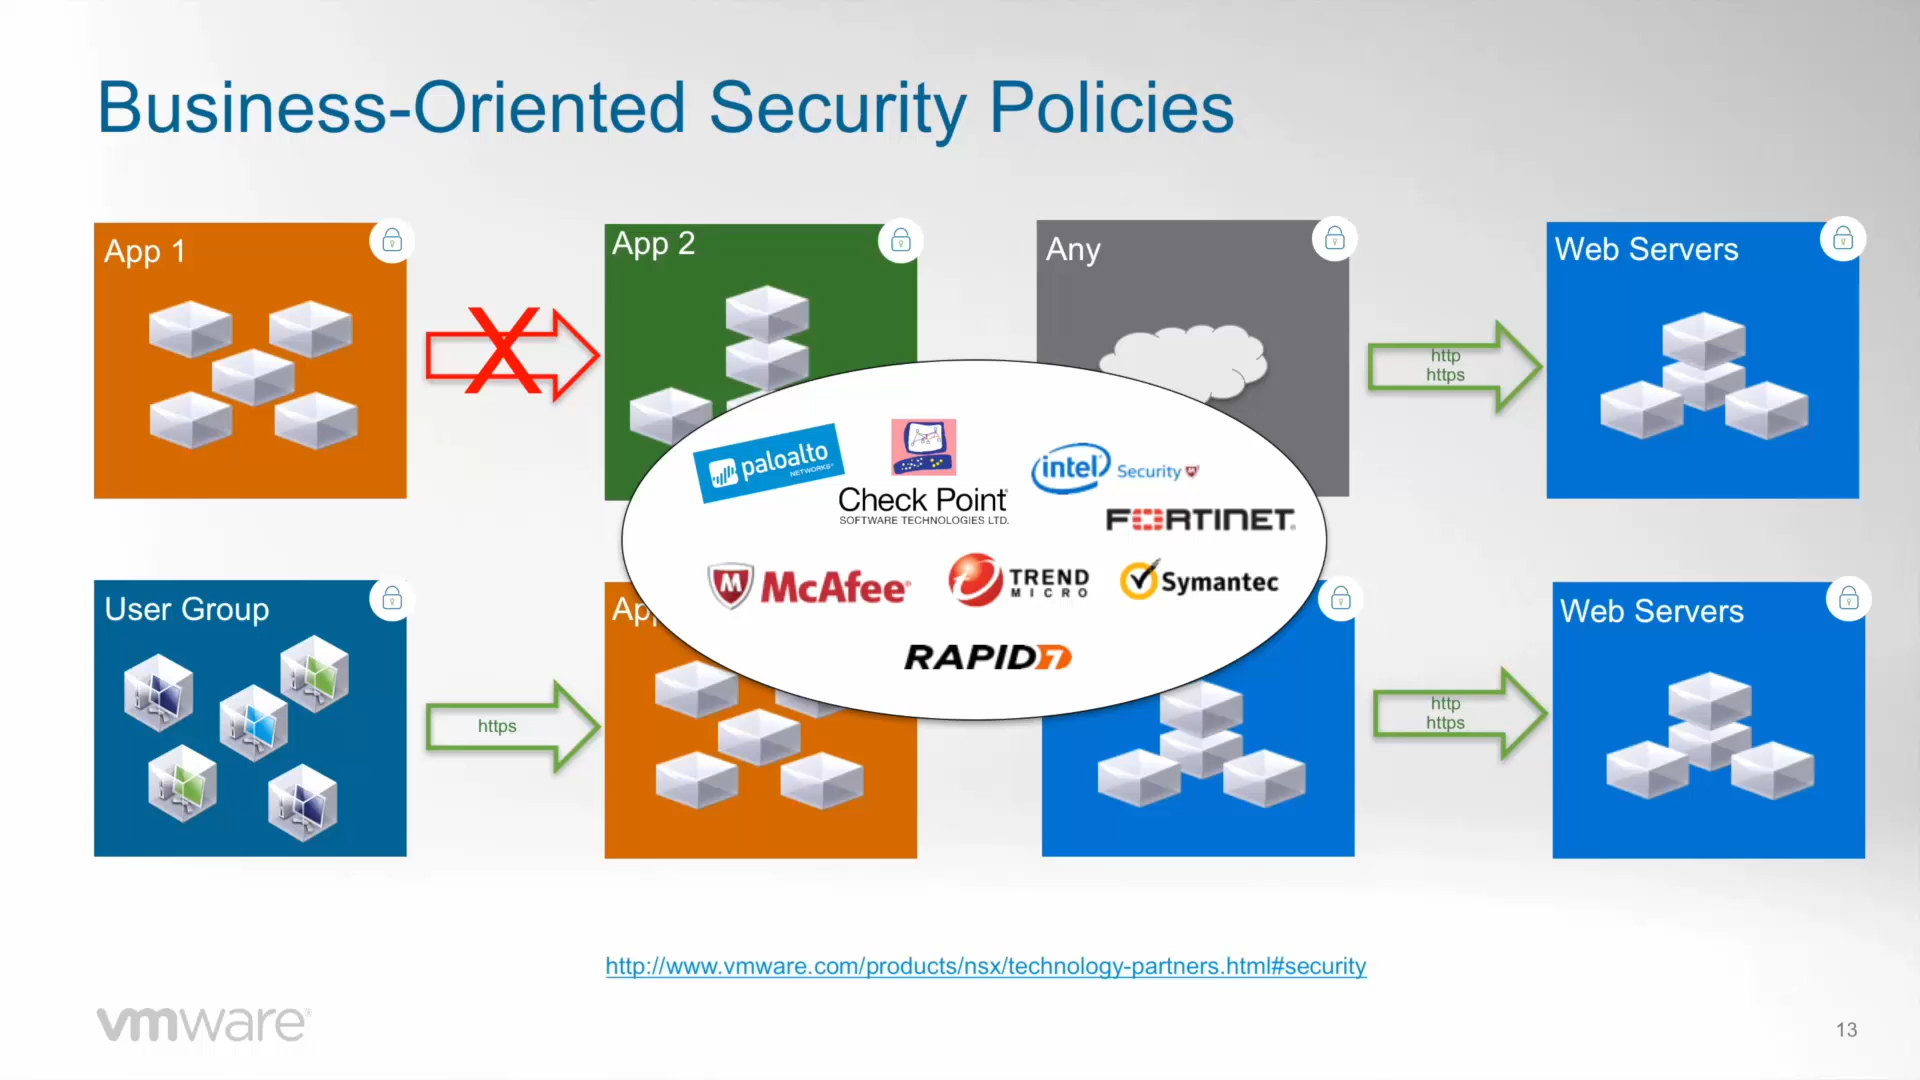 Business-Oriented Security Policies
App 1
X
App 2
Any
http
https
Web Servers
paloalto
NETWORKS®
Check Point
SOFTWARE TECHNOLOGIES LTD.
intel Security
FORTINET®
McAfee®
TREND
MICRO
Symantec
RAPID7
User Group
https
Ap
http
https
Web Servers
http://www.vmware.com/products/nsx/technology-partners.html#security
vmware®
13